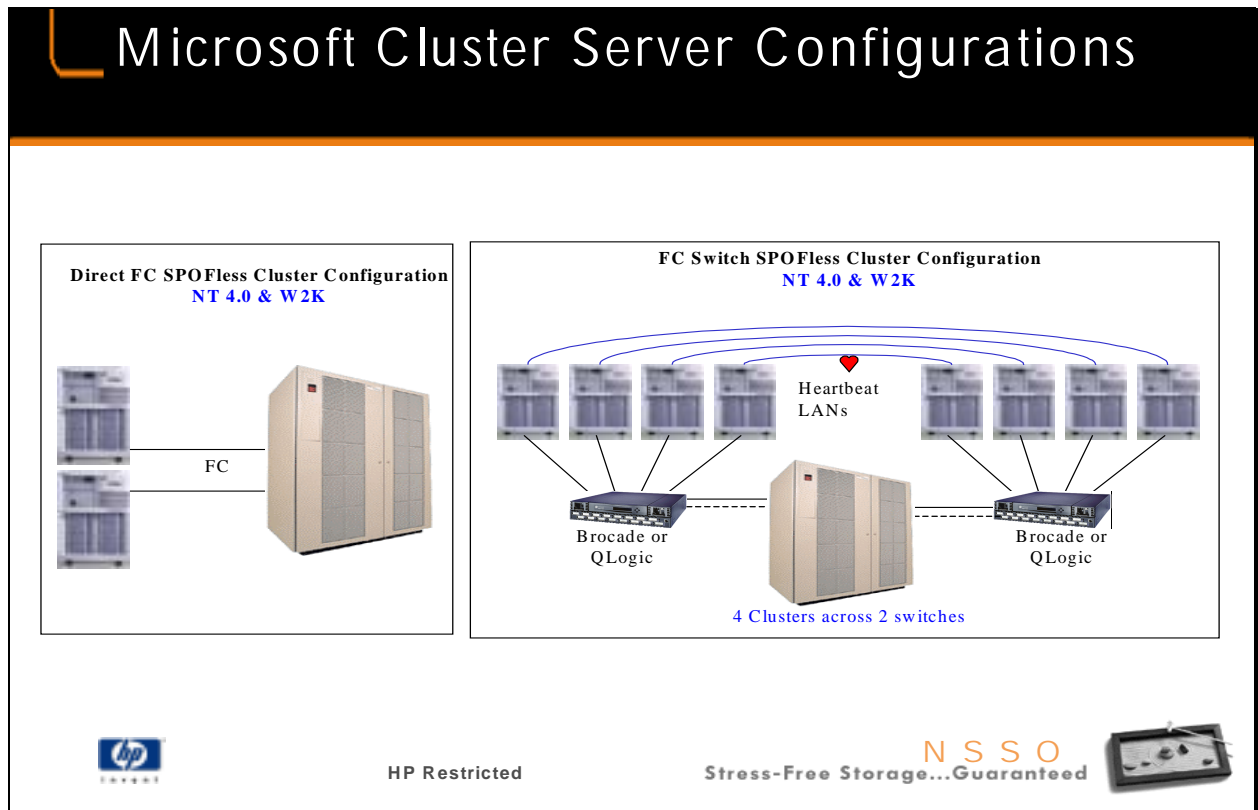 Microsoft Cluster Server Configurations
Direct FC SPOFless Cluster Configuration
NT 4.0 & W2K
FC
FC Switch SPOFless Cluster Configuration
NT 4.0 & W2K
Heartbeat
LANs
Brocade or
QLogic
Brocade or
QLogic
4 Clusters across 2 switches
hp
invent
HP Restricted
NSSO
Stress-Free Storage...Guaranteed